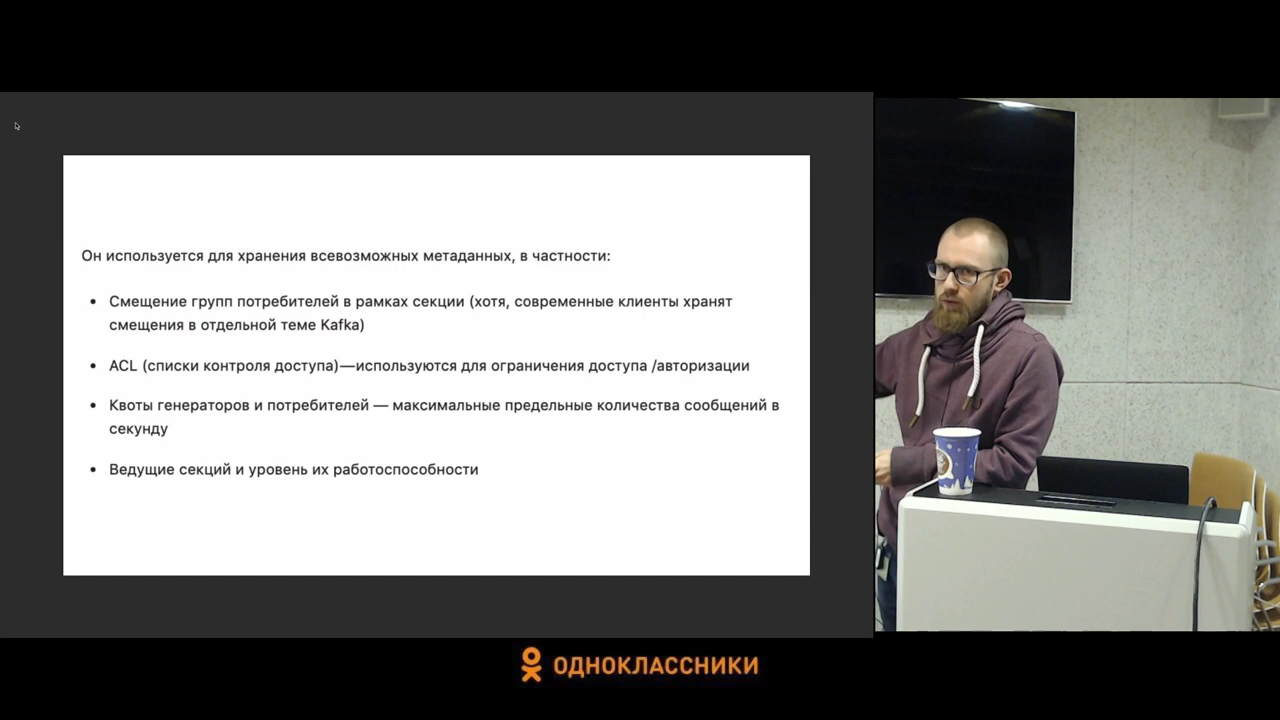 Он используется для хранения всевозможных метаданных, в частности:
• Смещение групп потребителей в рамках секции (хотя, современные клиенты хранят
смещения в отдельной теме Kafka)
• ACL (списки контроля доступа)—используются для ограничения доступа /авторизации
• Квоты генераторов и потребителей — максимальные предельные количества сообщений в
секунду
• Ведущие секций и уровень их работоспособности
ОДНОКЛАССНИКИ